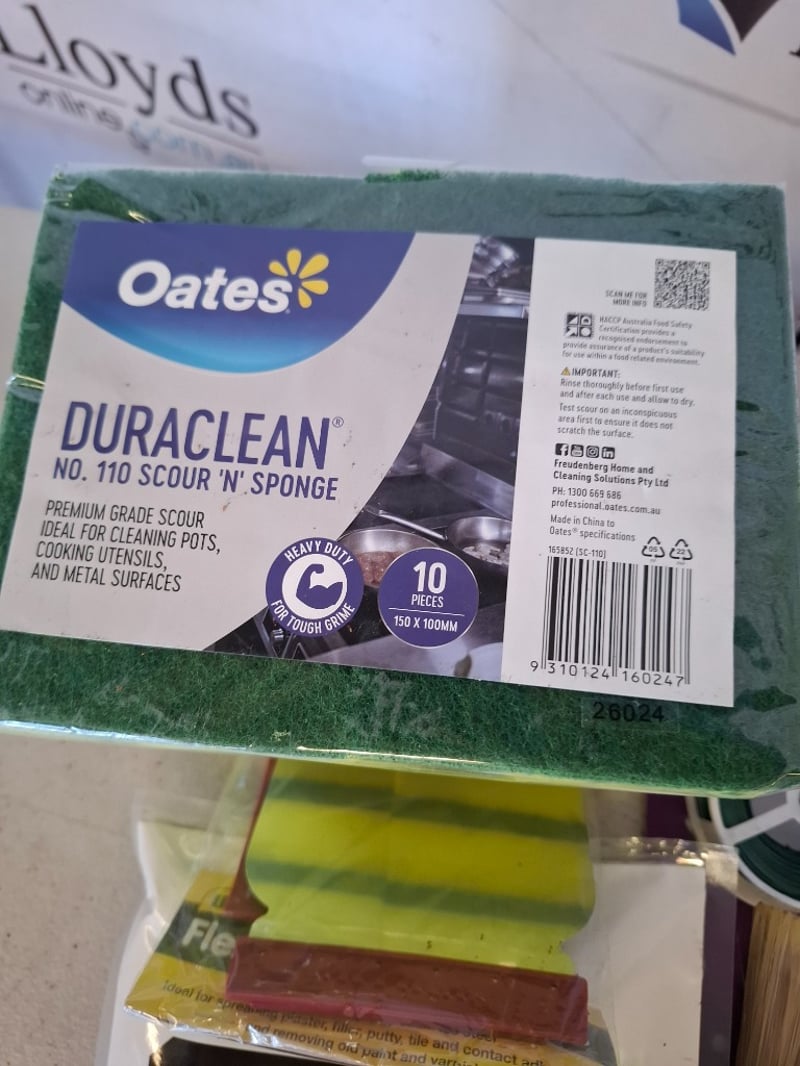 Lloyds
online.com.au
Oates
DURACLEAN®
NO. 110 SCOUR 'N' SPONGE
PREMIUM GRADE SCOUR
IDEAL FOR CLEANING POTS,
COOKING UTENSILS,
AND METAL SURFACES
HEAVY DUTY
FOR TOUGH GRIME
10
PIECES
150 X 100MM
SCAN ME FOR
MORE INFO
HACCP Australia Food Safety
Certification provides a
recognised endorsement to
provide assurance of a product's suitability
for use within a food related environment.
IMPORTANT:
Rinse thoroughly before first use
and after each use and allow to dry.
Test scour on an inconspicuous
area first to ensure it does not
scratch the surface.
Freudenberg Home and
Cleaning Solutions Pty Ltd
PH: 1300 669 686
professional.oates.com.au
Made in China to
Oates® specifications
05
22
165852 (SC-110)
9 310124 160247
26024
Fle
Ideal for spreading plaster, filler, putty, tile and contact
and removing old paint and